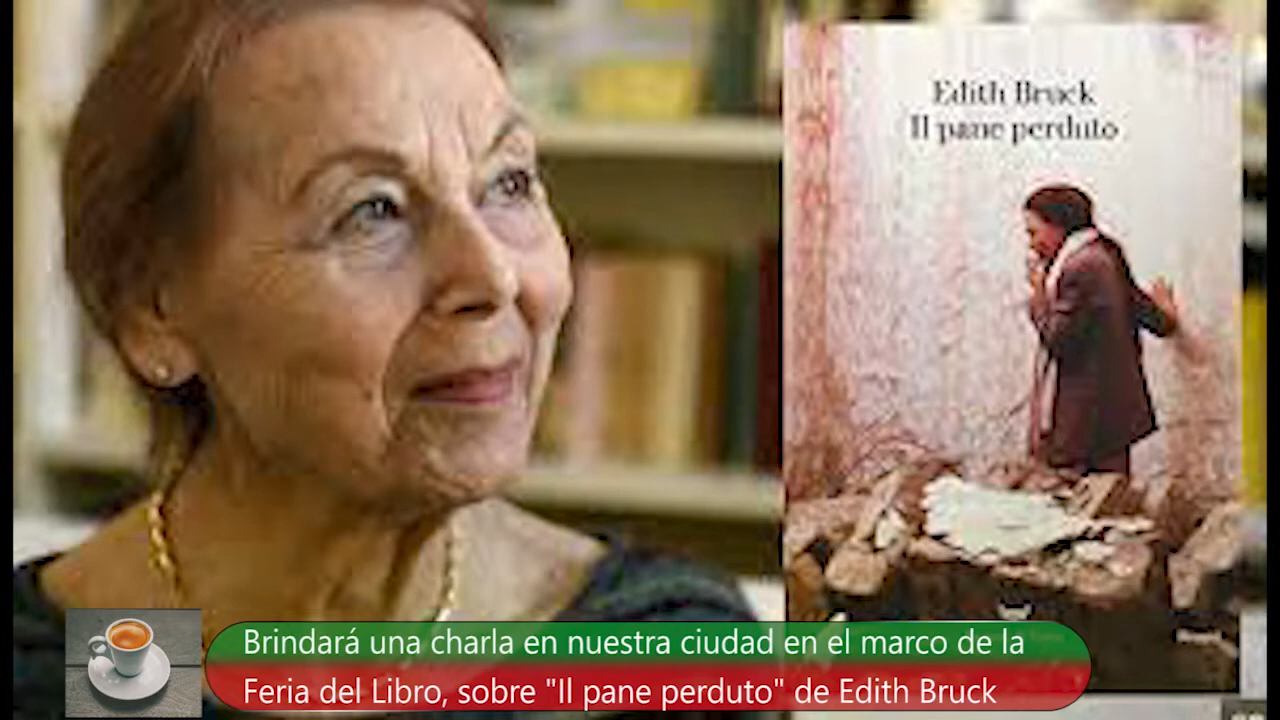 Edith Bruck
Il pane perduto
Brindará una charla en nuestra ciudad en el marco de la
Feria del Libro, sobre "Il pane perduto" de Edith Bruck